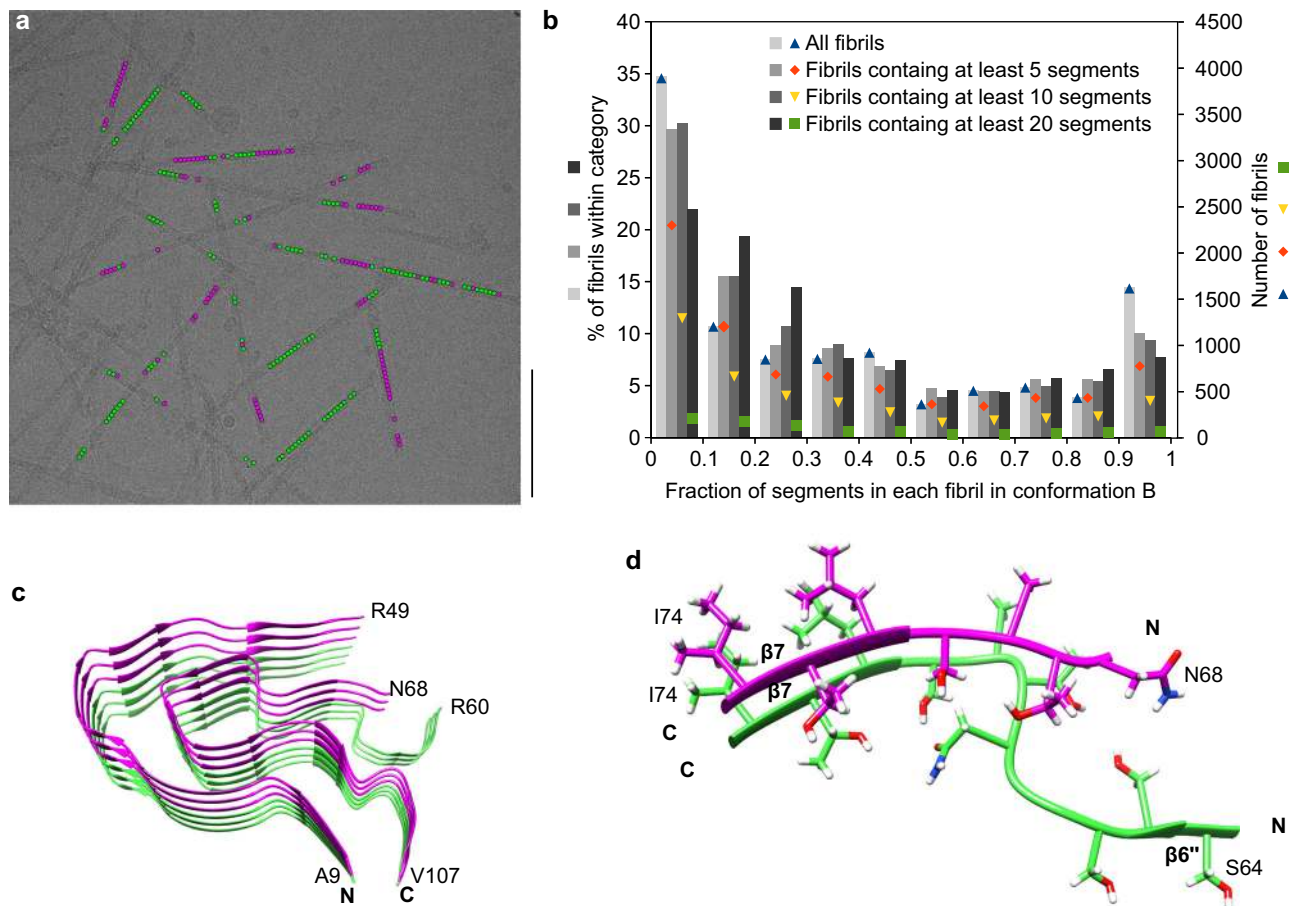 a
b
40
35
30
25
20
15
10
5
0
% of fibrils within category
All fibrils
Fibrils containg at least 5 segments
Fibrils containg at least 10 segments
Fibrils containg at least 20 segments
4500
4000
3500
3000
2500
2000
1500
1000
500
0
Number of fibrils
0 0.1 0.2 0.3 0.4 0.5 0.6 0.7 0.8 0.9 1
Fraction of segments in each fibril in conformation B
c
R49
N68
R60
A9
V107
N
C
d
I74
β7
N
N68
I74
β7
C
C
N
β6"
S64